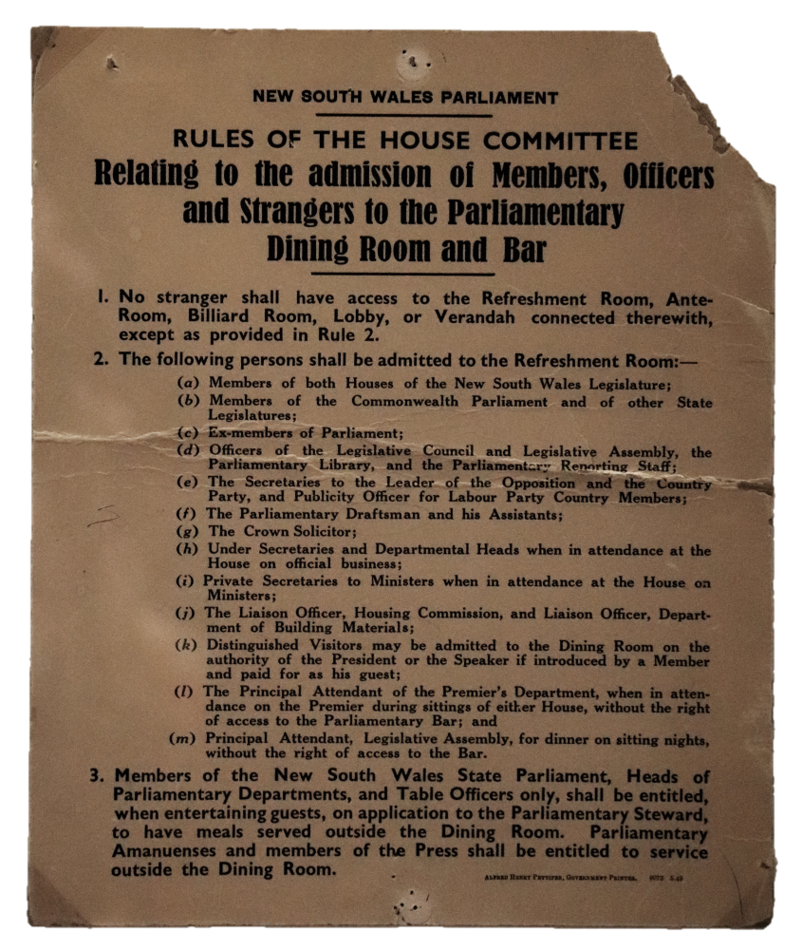 NEW SOUTH WALES PARLIAMENT
RULES OF THE HOUSE COMMITTEE
Relating to the admission of Members, Officers
and Strangers to the Parliamentary
Dining Room and Bar
1. No stranger shall have access to the Refreshment Room, Ante-
Room, Billiard Room, Lobby, or Verandah connected therewith,
except as provided in Rule 2.
2. The following persons shall be admitted to the Refreshment Room:—
(a) Members of both Houses of the New South Wales Legislature;
(b) Members of the Commonwealth Parliament and of other State
Legislatures;
(c) Ex-members of Parliament;
(d) Officers of the Legislative Council and Legislative Assembly, the
Parliamentary Library, and the Parliamentary Reporting Staff;
(e) The Secretaries to the Leader of the Opposition and the Country
Party, and Publicity Officer for Labour Party Country Members;
(f) The Parliamentary Draftsman and his Assistants;
(g) The Crown Solicitor;
(h) Under Secretaries and Departmental Heads when in attendance at the
House on official business;
(i) Private Secretaries to Ministers when in attendance at the House on
Ministers;
(j) The Liaison Officer, Housing Commission, and Liaison Officer, Depart-
ment of Building Materials;
(k) Distinguished Visitors may be admitted to the Dining Room on the
authority of the President or the Speaker if introduced by a Member
and paid for as his guest;
(l) The Principal Attendant of the Premier's Department, when in atten-
dance on the Premier during sittings of either House, without the right
of access to the Parliamentary Bar; and
(m) Principal Attendant, Legislative Assembly, for dinner on sitting nights,
without the right of access to the Bar.
3. Members of the New South Wales State Parliament, Heads of
Parliamentary Departments, and Table Officers only, shall be entitled,
when entertaining guests, on application to the Parliamentary Steward,
to have meals served outside the Dining Room. Parliamentary
Amanuenses and members of the Press shall be entitled to service
outside the Dining Room.
ALFRED HENRY PETTIFER, GOVERNMENT PRINTER.